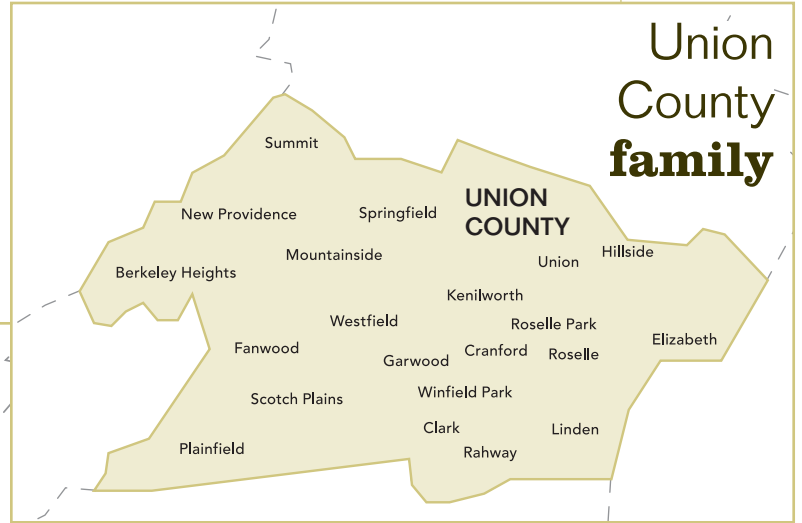 Union
County
family
Summit
New Providence
Springfield
UNION
COUNTY
Mountainside
Union
Hillside
Berkeley Heights
Kenilworth
Westfield
Roselle Park
Fanwood
Garwood
Cranford
Roselle
Elizabeth
Scotch Plains
Winfield Park
Clark
Linden
Plainfield
Rahway